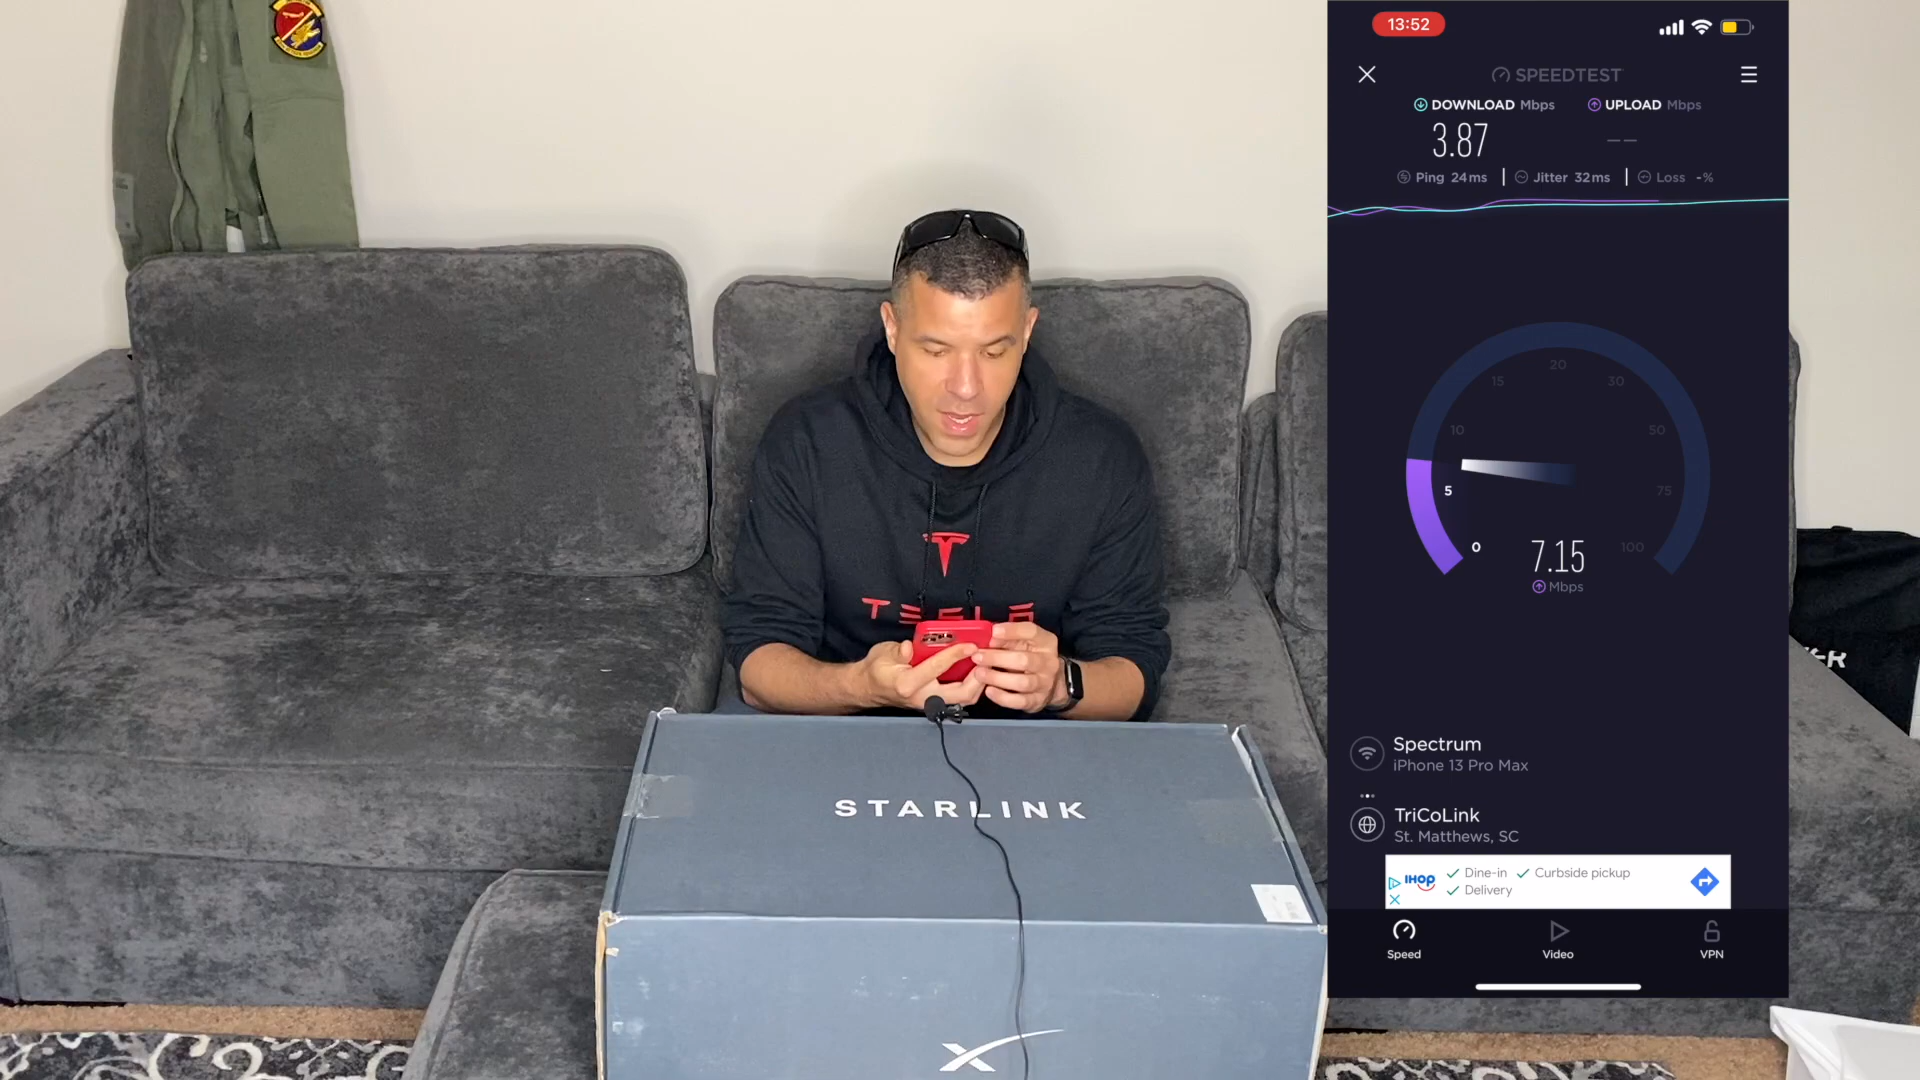 13:52
SPEEDTEST
DOWNLOAD Mbps UPLOAD Mbps
3.87 — —
Ping 24ms Jitter 32ms Loss -%
0
5
10
15
20
30
50
75
100
7.15
Mbps
Spectrum
iPhone 13 Pro Max
TriCoLink
St. Matthews, SC
IHOP
Dine-in Curbside pickup
Delivery
Speed Video VPN
T
TESLA
STARLINK
X